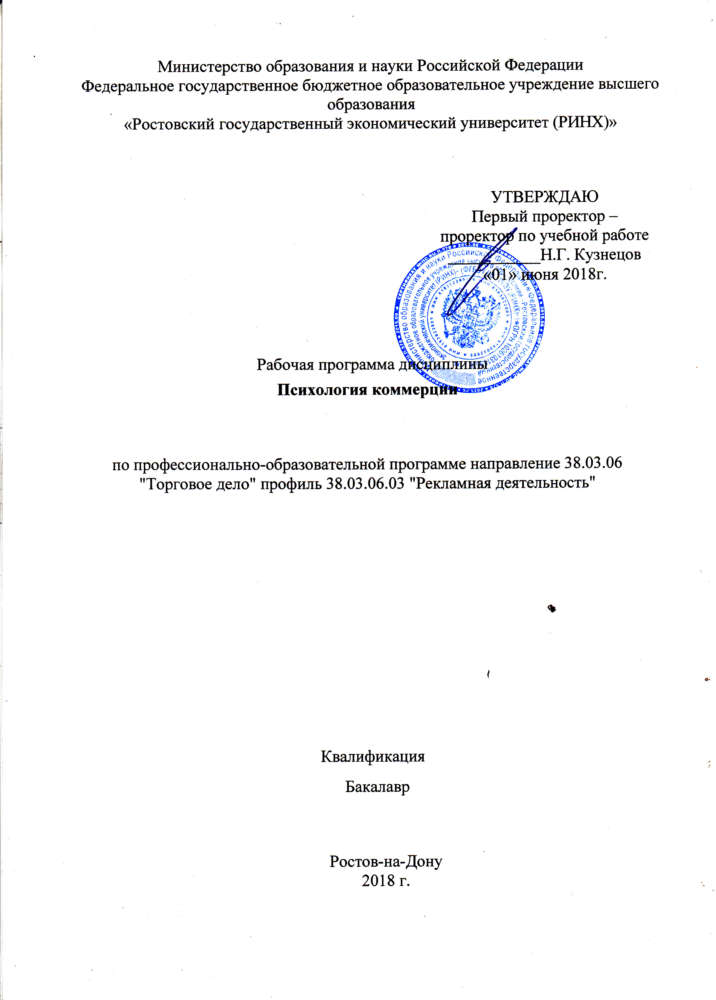 Министерство образования и науки Российской Федерации
Федеральное государственное бюджетное образовательное учреждение высшего
образования
«Ростовский государственный экономический университет (РИНХ)»
УТВЕРЖДАЮ
Первый проректор –
проректор по учебной работе
Н.Г. Кузнецов
«01» июня 2018г.
Рабочая программа дисциплины
Психология коммерции
по профессионально-образовательной программе направление 38.03.06
"Торговое дело" профиль 38.03.06.03 "Рекламная деятельность"
Квалификация
Бакалавр
Ростов-на-Дону
2018 г.